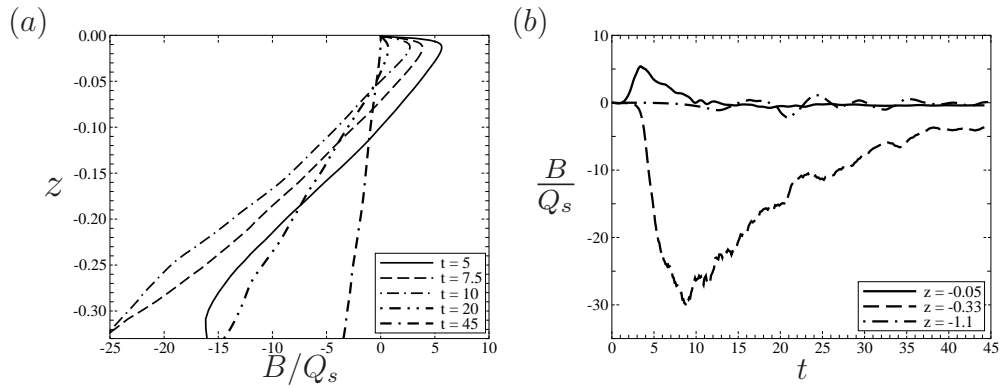 (a)
0.00
-0.05
-0.10
-0.15
-0.20
-0.25
-0.30
z
-25 -20 -15 -10 -5 0 5 10
B/Q_s
t = 5
t = 7.5
t = 10
t = 20
t = 45
(b)
10
0
-10
-20
-30
B/Q_s
0 5 10 15 20 25 30 35 40 45
t
z = -0.05
z = -0.33
z = -1.1